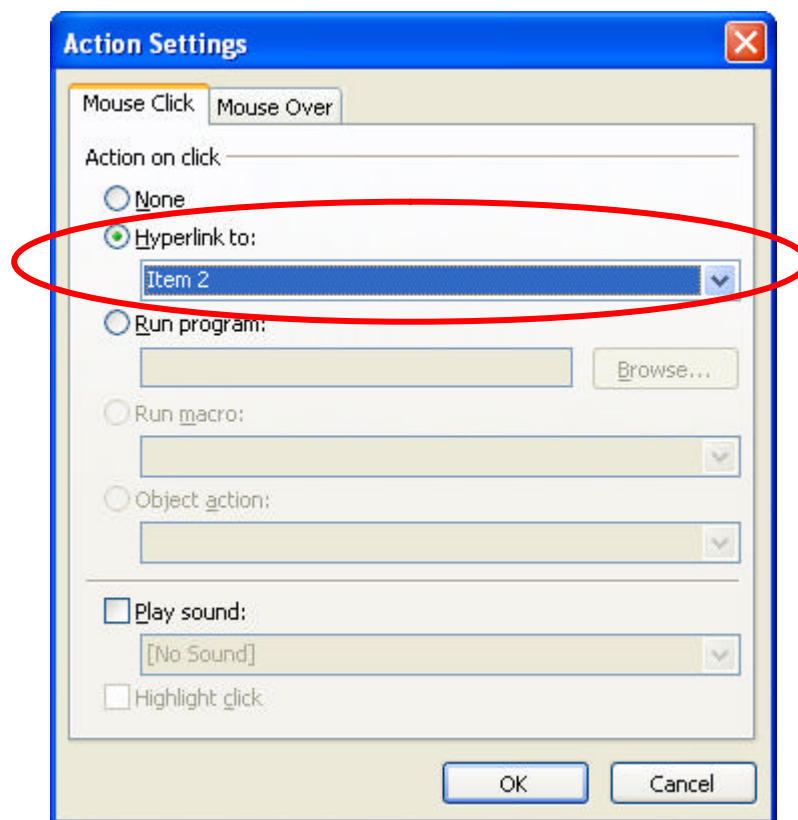 Action Settings
Mouse Click
Mouse Over
Action on click
None
Hyperlink to:
Item 2
Run program:
Browse...
Run macro:
Object action:
Play sound:
[No Sound]
Highlight click
OK
Cancel